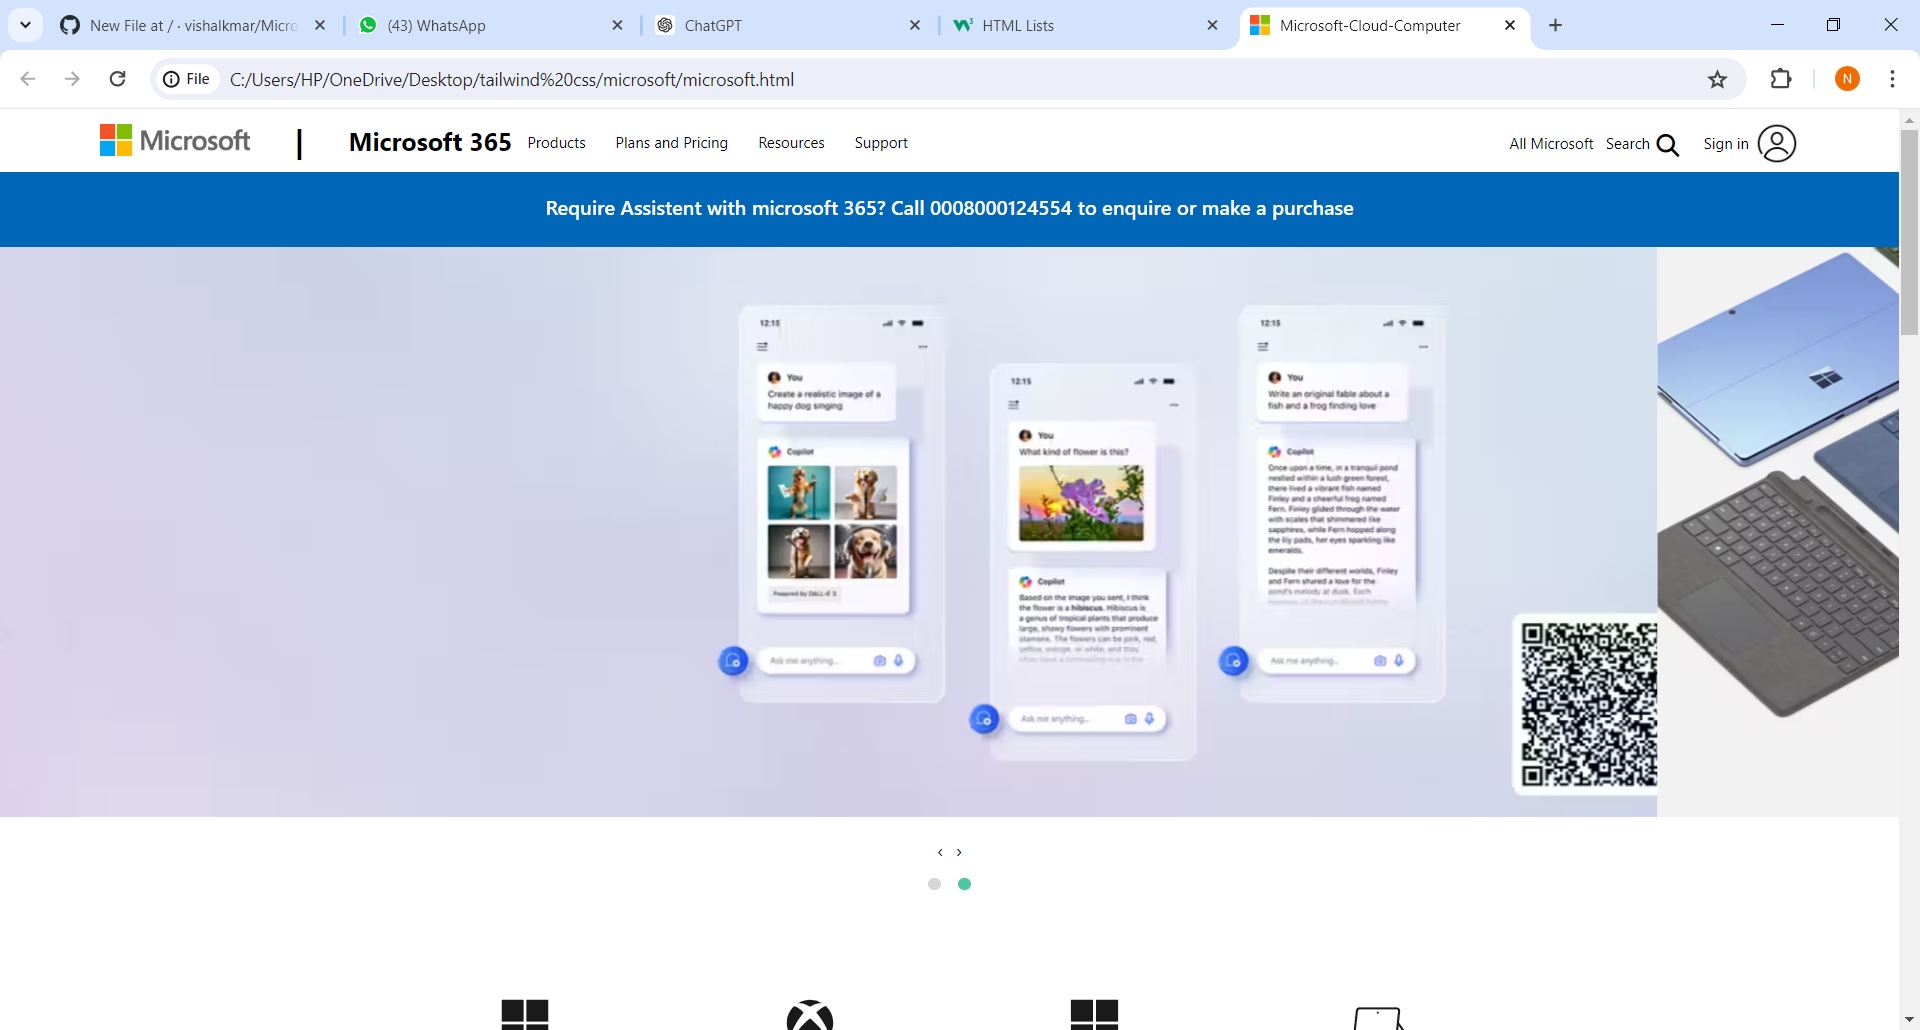 New File at / · vishalkmar/Micro
(43) WhatsApp
ChatGPT
HTML Lists
Microsoft-Cloud-Computer
File
C:/Users/HP/OneDrive/Desktop/tailwind%20css/microsoft/microsoft.html
N
Microsoft
|
Microsoft 365
Products
Plans and Pricing
Resources
Support
All Microsoft
Search
Sign in
Require Assistent with microsoft 365? Call 0008000124554 to enquire or make a purchase
12:15
You
Create a realistic image of a
happy dog singing
Copilot
Powered by DALL·E 3
Ask me anything...
12:15
You
What kind of flower is this?
Copilot
Based on the image you sent, I think
the flower is a hibiscus. Hibiscus is
a genus of tropical plants that produce
large, showy flowers with prominent
stamens. The flowers can be pink, red,
yellow, orange, or white, and they
Ask me anything...
12:15
You
Write an original fable about a
fish and a frog finding love
Copilot
Once upon a time, in a tranquil pond
nestled within a lush green forest,
there lived a vibrant fish named
Finley and a cheerful frog named
Fern. Finley glided through the water
with scales that shimmered like
sapphires, while Fern hopped along
the lily pads, her eyes sparkling like
emeralds.
Despite their different worlds, Finley
and Fern shared a love for the
pond's melody at dusk. Each
Ask me anything...
‹ ›